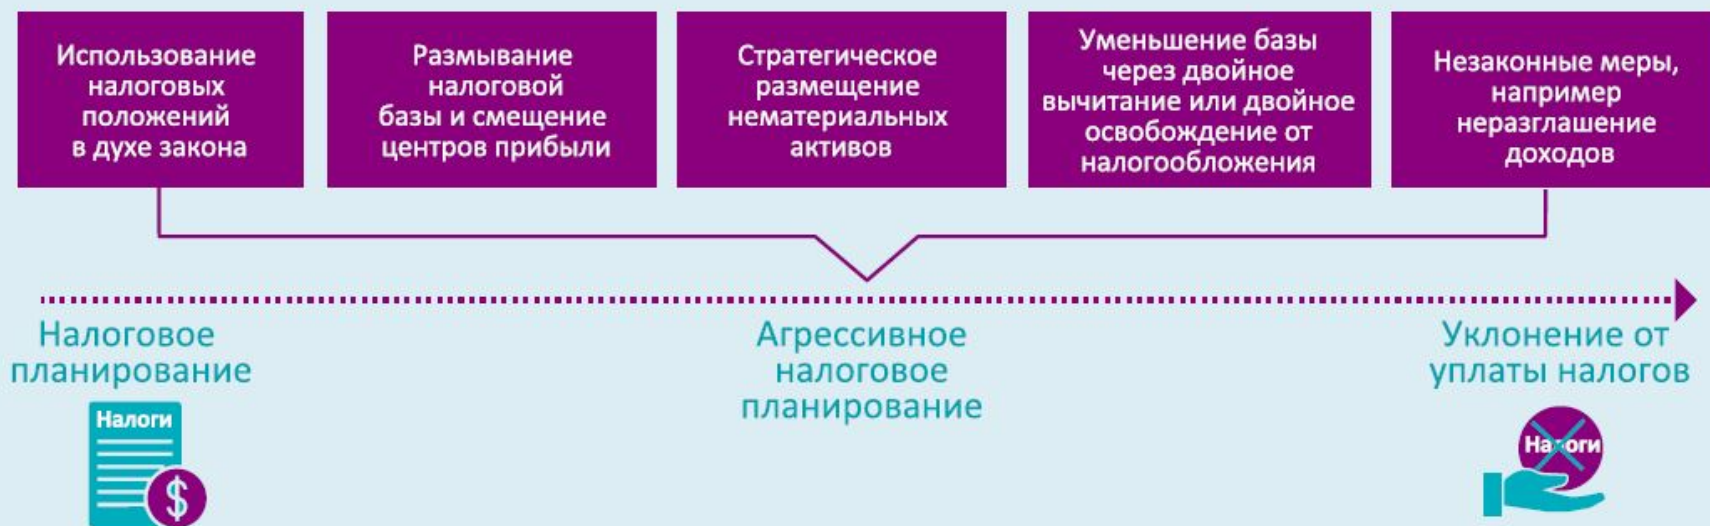 Использование
налоговых
положений
в духе закона
Размывание
налоговой
базы и смещение
центров прибыли
Стратегическое
размещение
нематериальных
активов
Уменьшение базы
через двойное
вычитание или двойное
освобождение от
налогообложения
Незаконные меры,
например
неразглашение
доходов
Налоговое
планирование
Агрессивное
налоговое
планирование
Уклонение от
уплаты налогов
Налоги
$
Налоги